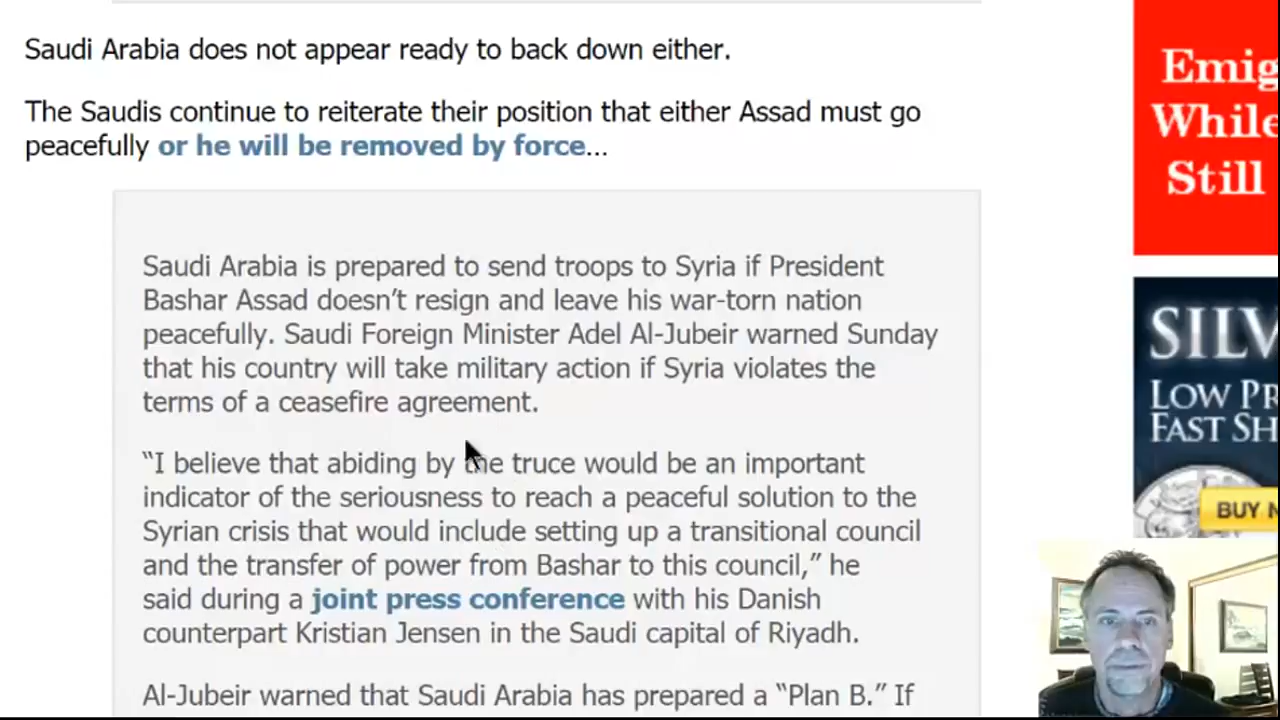 Saudi Arabia does not appear ready to back down either.
The Saudis continue to reiterate their position that either Assad must go
peacefully or he will be removed by force...
Saudi Arabia is prepared to send troops to Syria if President
Bashar Assad doesn't resign and leave his war-torn nation
peacefully. Saudi Foreign Minister Adel Al-Jubeir warned Sunday
that his country will take military action if Syria violates the
terms of a ceasefire agreement.
“I believe that abiding by the truce would be an important
indicator of the seriousness to reach a peaceful solution to the
Syrian crisis that would include setting up a transitional council
and the transfer of power from Bashar to this council,” he
said during a joint press conference with his Danish
counterpart Kristian Jensen in the Saudi capital of Riyadh.
Al-Jubeir warned that Saudi Arabia has prepared a “Plan B.” If
Emig
While
Still
SILV
LOW PR
FAST SH
BUY N